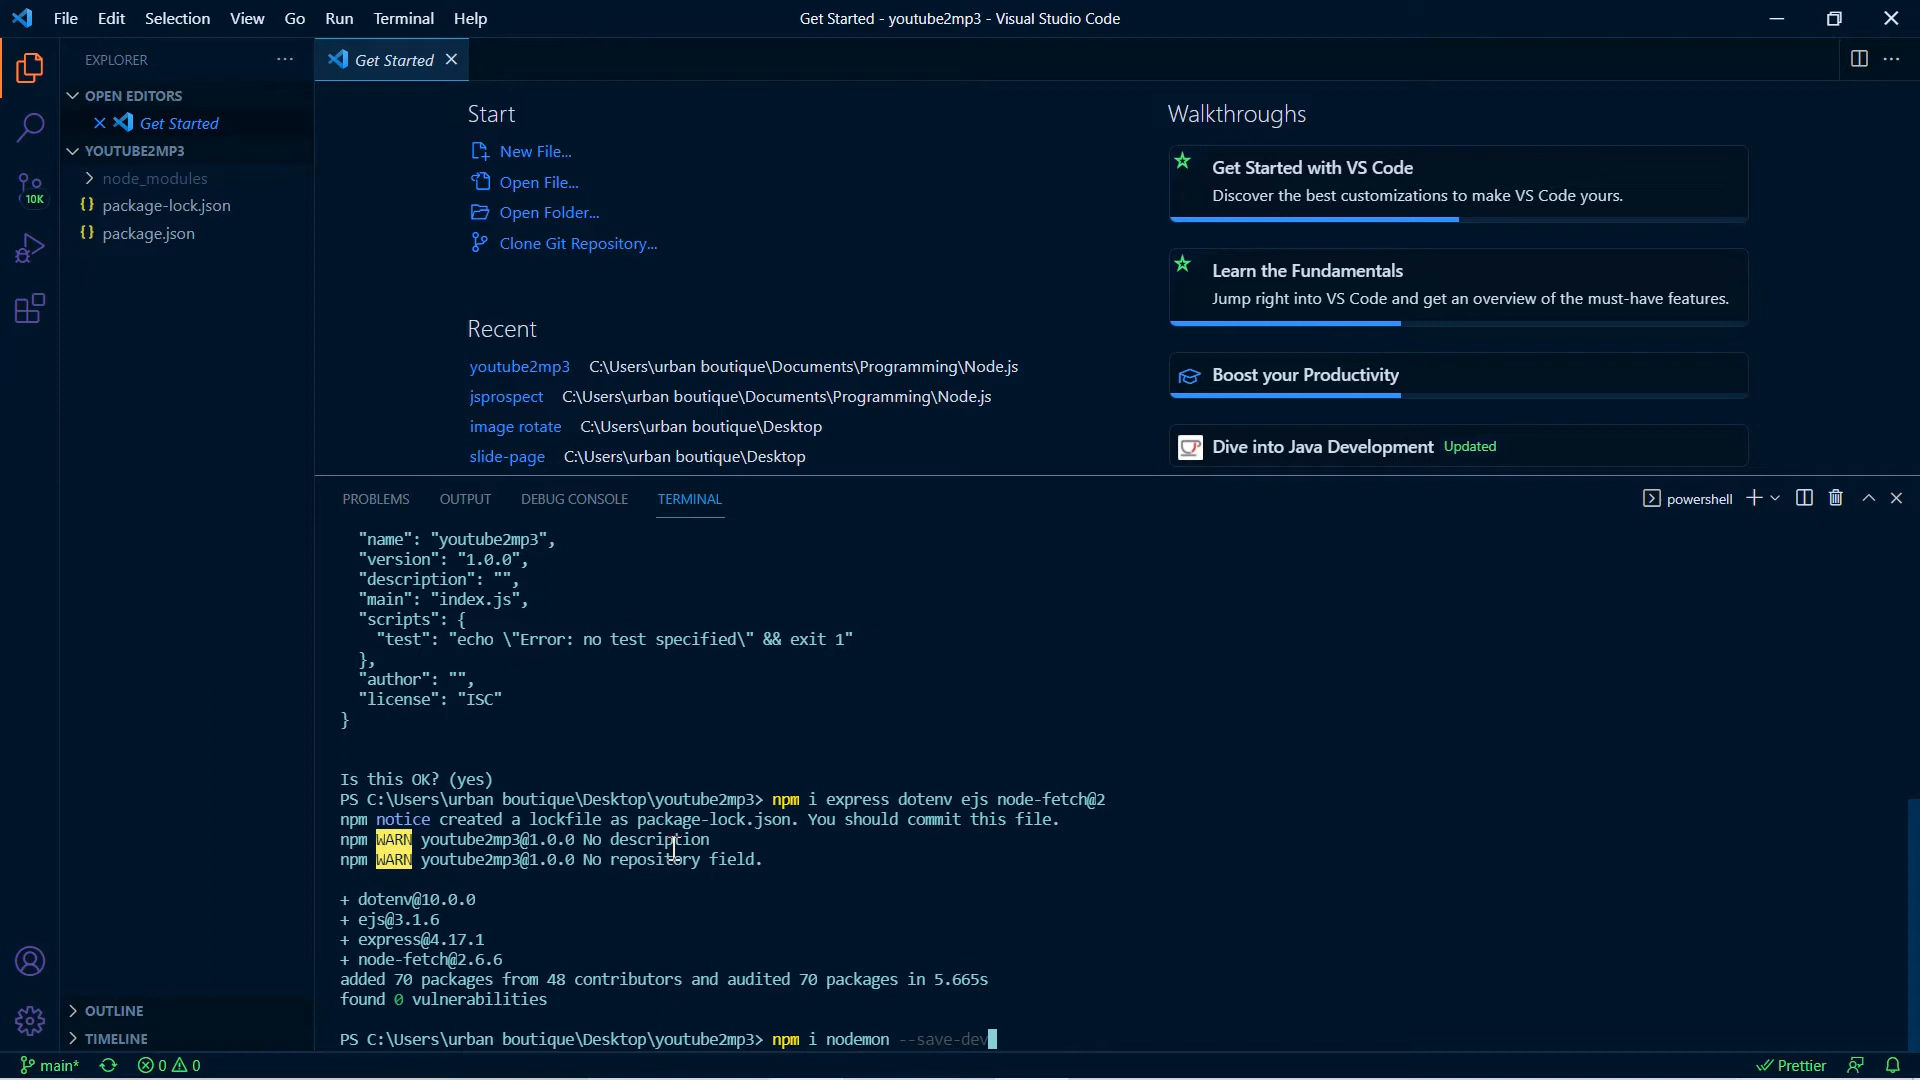 File Edit Selection View Go Run Terminal Help
Get Started - youtube2mp3 - Visual Studio Code
EXPLORER
Get Started
OPEN EDITORS
Get Started
YOUTUBE2MP3
node_modules
package-lock.json
package.json
10K
Start
New File...
Open File...
Open Folder...
Clone Git Repository...
Recent
youtube2mp3 C:\Users\urban boutique\Documents\Programming\Node.js
jsprospect C:\Users\urban boutique\Documents\Programming\Node.js
image rotate C:\Users\urban boutique\Desktop
slide-page C:\Users\urban boutique\Desktop
Walkthroughs
Get Started with VS Code
Discover the best customizations to make VS Code yours.
Learn the Fundamentals
Jump right into VS Code and get an overview of the must-have features.
Boost your Productivity
Dive into Java Development Updated
PROBLEMS OUTPUT DEBUG CONSOLE TERMINAL
powershell
"name": "youtube2mp3",
"version": "1.0.0",
"description": "",
"main": "index.js",
"scripts": {
"test": "echo \"Error: no test specified\" && exit 1"
},
"author": "",
"license": "ISC"
}
Is this OK? (yes)
PS C:\Users\urban boutique\Desktop\youtube2mp3> npm i express dotenv ejs node-fetch@2
npm notice created a lockfile as package-lock.json. You should commit this file.
npm WARN youtube2mp3@1.0.0 No description
npm WARN youtube2mp3@1.0.0 No repository field.
+ dotenv@10.0.0
+ ejs@3.1.6
+ express@4.17.1
+ node-fetch@2.6.6
added 70 packages from 48 contributors and audited 70 packages in 5.665s
found 0 vulnerabilities
PS C:\Users\urban boutique\Desktop\youtube2mp3> npm i nodemon --save-dev
OUTLINE
TIMELINE
main* 0 0
Prettier